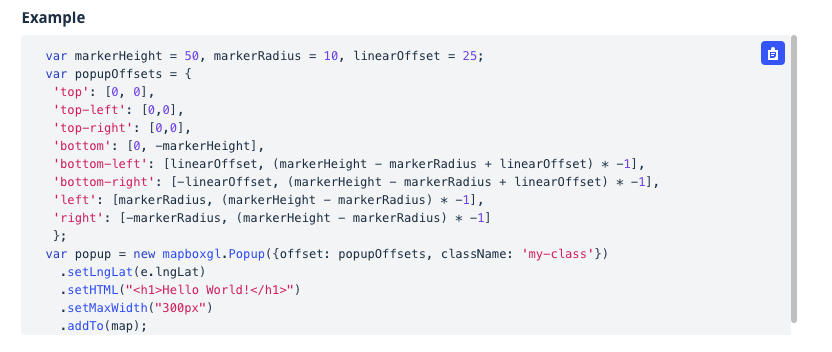 Example
var markerHeight = 50, markerRadius = 10, linearOffset = 25;
var popupOffsets = {
'top': [0, 0],
'top-left': [0,0],
'top-right': [0,0],
'bottom': [0, -markerHeight],
'bottom-left': [linearOffset, (markerHeight - markerRadius + linearOffset) * -1],
'bottom-right': [-linearOffset, (markerHeight - markerRadius + linearOffset) * -1],
'left': [markerRadius, (markerHeight - markerRadius) * -1],
'right': [-markerRadius, (markerHeight - markerRadius) * -1]
};
var popup = new mapboxgl.Popup({offset: popupOffsets, className: 'my-class'})
.setLngLat(e.lngLat)
.setHTML("<h1>Hello World!</h1>")
.setMaxWidth("300px")
.addTo(map);